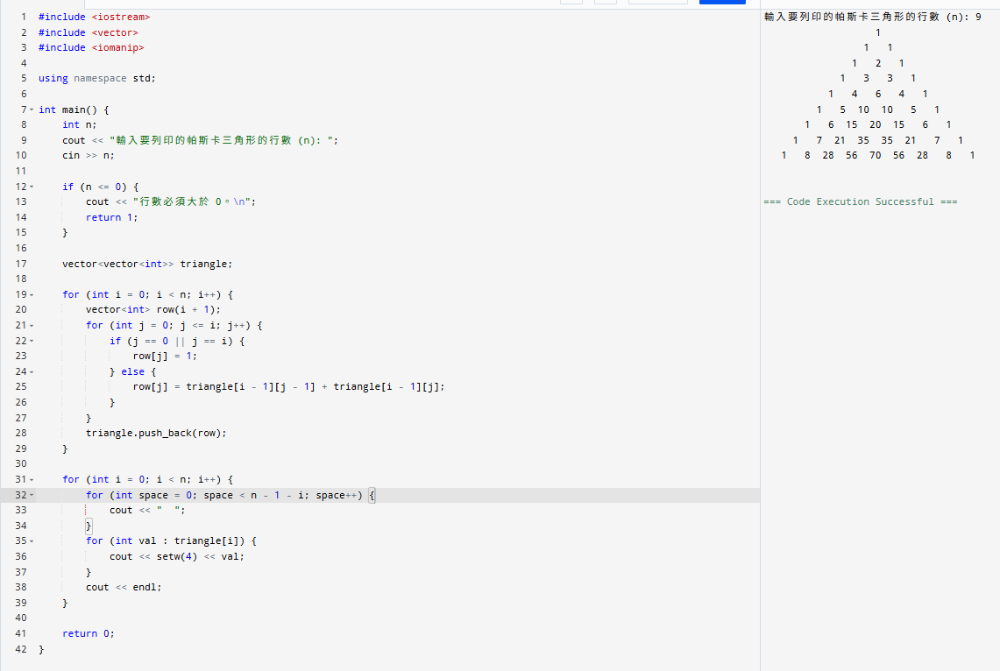 1 #include <iostream>
2 #include <vector>
3 #include <iomanip>
4
5 using namespace std;
6
7 int main() {
8     int n;
9     cout << "輸入要列印的帕斯卡三角形的行數 (n): ";
10     cin >> n;
11
12     if (n <= 0) {
13         cout << "行數必須大於 0。\n";
14         return 1;
15     }
16
17     vector<vector<int>> triangle;
18
19     for (int i = 0; i < n; i++) {
20         vector<int> row(i + 1);
21         for (int j = 0; j <= i; j++) {
22             if (j == 0 || j == i) {
23                 row[j] = 1;
24             } else {
25                 row[j] = triangle[i - 1][j - 1] + triangle[i - 1][j];
26             }
27         }
28         triangle.push_back(row);
29     }
30
31     for (int i = 0; i < n; i++) {
32         for (int space = 0; space < n - 1 - i; space++) {
33             cout << "  ";
34         }
35         for (int val : triangle[i]) {
36             cout << setw(4) << val;
37         }
38         cout << endl;
39     }
40
41     return 0;
42 }
輸入要列印的帕斯卡三角形的行數 (n): 9
                   1
                 1   1
               1   2   1
             1   3   3   1
           1   4   6   4   1
         1   5  10  10   5   1
       1   6  15  20  15   6   1
     1   7  21  35  35  21   7   1
   1   8  28  56  70  56  28   8   1
=== Code Execution Successful ===